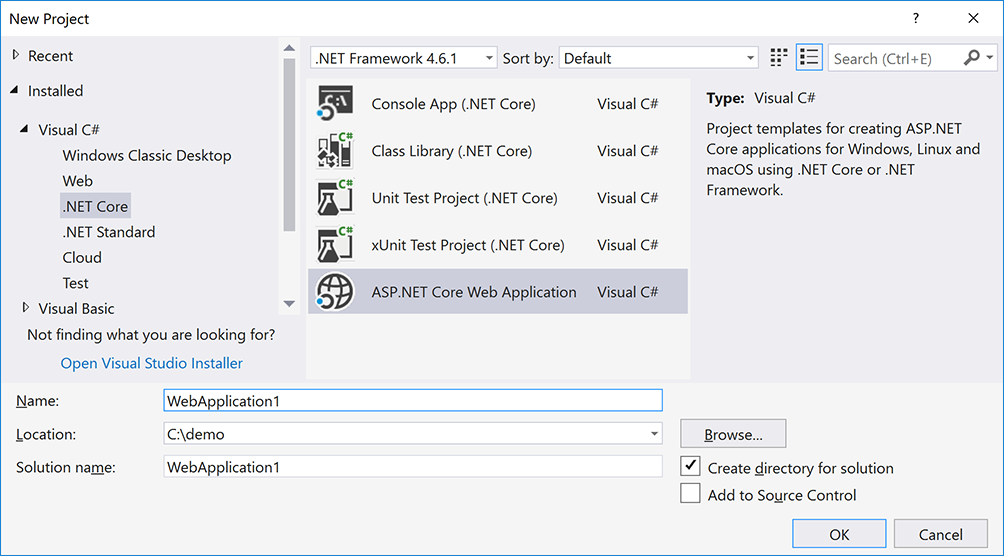 New Project
?
Recent
Installed
Visual C#
Windows Classic Desktop
Web
.NET Core
.NET Standard
Cloud
Test
Visual Basic
Not finding what you are looking for?
Open Visual Studio Installer
.NET Framework 4.6.1 Sort by: Default
Console App (.NET Core) Visual C#
Class Library (.NET Core) Visual C#
Unit Test Project (.NET Core) Visual C#
xUnit Test Project (.NET Core) Visual C#
ASP.NET Core Web Application Visual C#
Search (Ctrl+E)
Type: Visual C#
Project templates for creating ASP.NET
Core applications for Windows, Linux and
macOS using .NET Core or .NET
Framework.
Name: WebApplication1
Location: C:\demo
Browse...
Solution name: WebApplication1
Create directory for solution
Add to Source Control
OK
Cancel